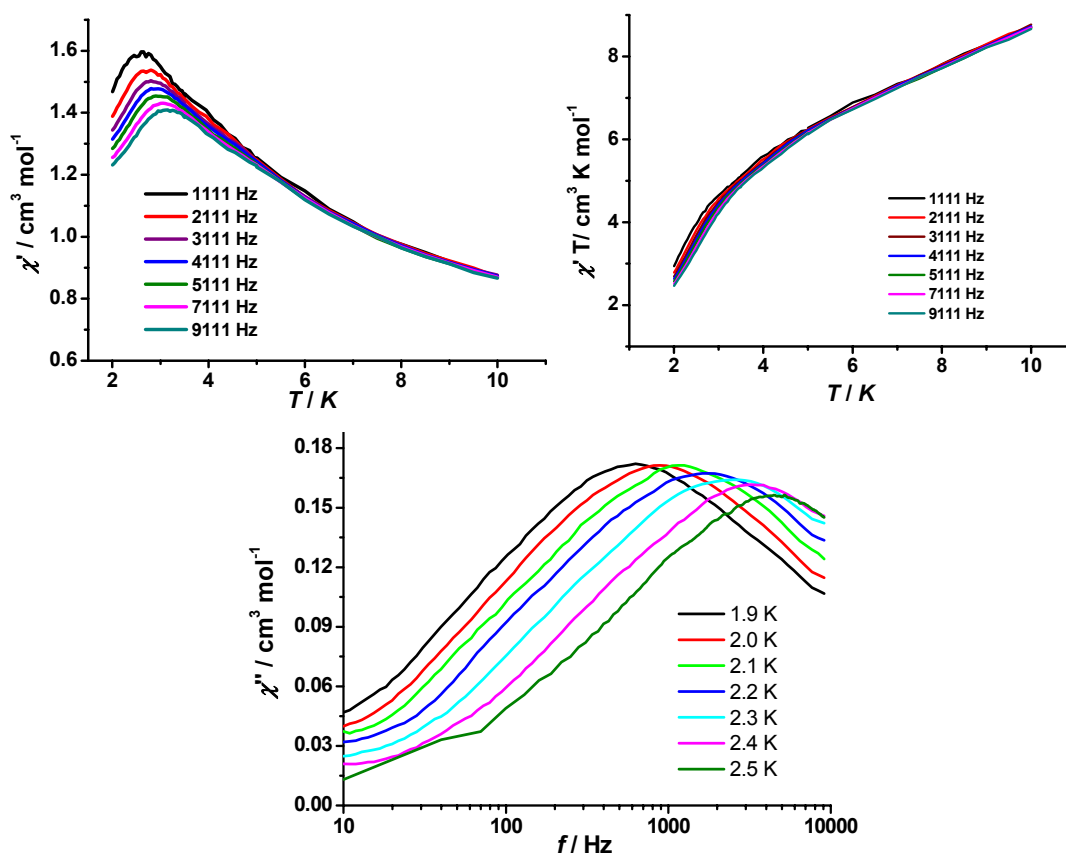 χ' / cm³ mol⁻¹
1.6
1.4
1.2
1.0
0.8
0.6
1111 Hz
2111 Hz
3111 Hz
4111 Hz
5111 Hz
7111 Hz
9111 Hz
2 4 6 8 10
T / K
χ' T/ cm³ K mol⁻¹
8
6
4
2
1111 Hz
2111 Hz
3111 Hz
4111 Hz
5111 Hz
7111 Hz
9111 Hz
2 4 6 8 10
T / K
χ'' / cm³ mol⁻¹
0.18
0.15
0.12
0.09
0.06
0.03
0.00
1.9 K
2.0 K
2.1 K
2.2 K
2.3 K
2.4 K
2.5 K
10 100 1000 10000
f / Hz